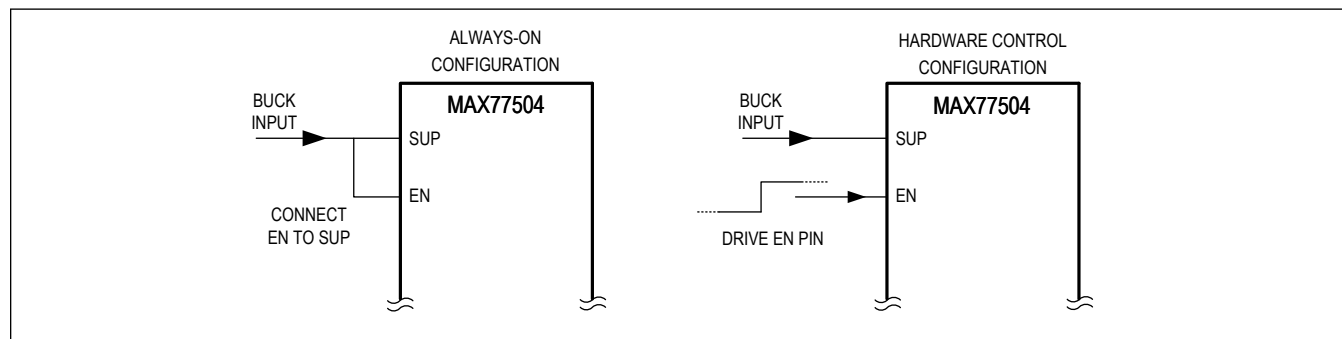 ALWAYS-ON
CONFIGURATION
MAX77504
BUCK
INPUT
SUP
EN
CONNECT
EN TO SUP
HARDWARE CONTROL
CONFIGURATION
MAX77504
BUCK
INPUT
SUP
EN
DRIVE EN PIN